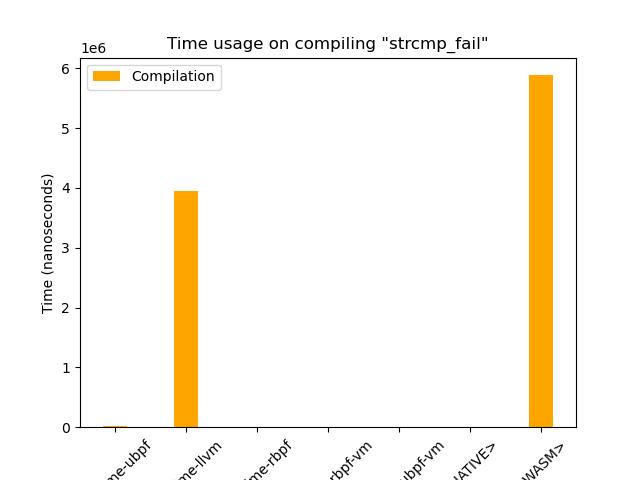 Time usage on compiling "strcmp_fail"
1e6
Compilation
Time (nanoseconds)
6
5
4
3
2
1
0
me-ubpf
me-llvm
me-rbpf
rbpf-vm
ubpf-vm
NATIVE>
WASM>